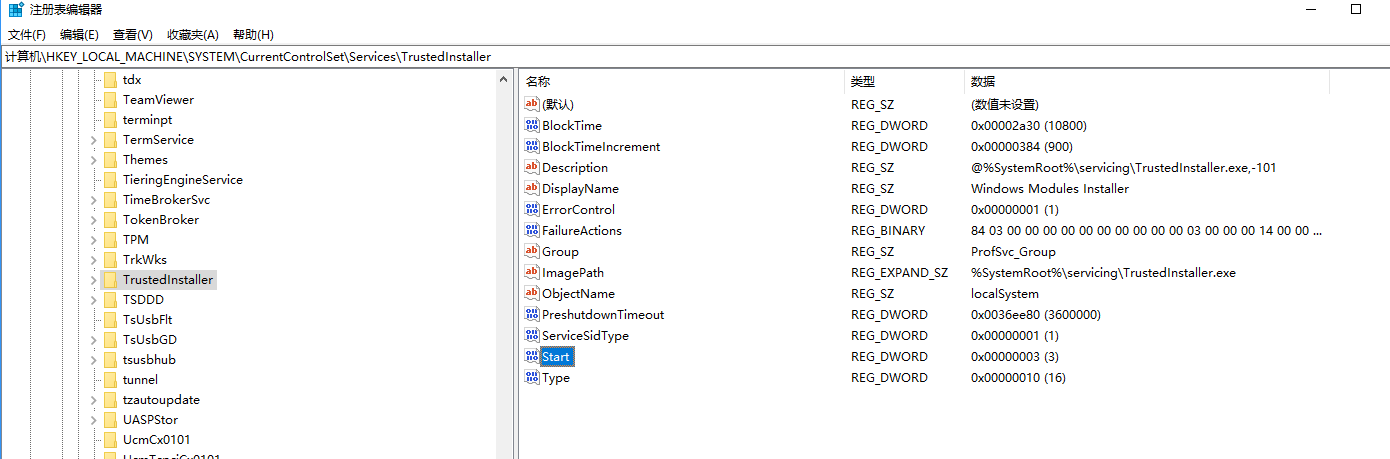 注册表编辑器
文件(F) 编辑(E) 查看(V) 收藏夹(A) 帮助(H)
计算机\HKEY_LOCAL_MACHINE\SYSTEM\CurrentControlSet\Services\TrustedInstaller
tdx
TeamViewer
terminpt
TermService
Themes
TieringEngineService
TimeBrokerSvc
TokenBroker
TPM
TrkWks
TrustedInstaller
TSDDD
TsUsbFlt
TsUsbGD
tsusbhub
tunnel
tzautoupdate
UASPStor
UcmCx0101
名称 类型 数据
(默认) REG_SZ (数值未设置)
BlockTime REG_DWORD 0x00002a30 (10800)
BlockTimeIncrement REG_DWORD 0x00000384 (900)
Description REG_SZ @%SystemRoot%\servicing\TrustedInstaller.exe,-101
DisplayName REG_SZ Windows Modules Installer
ErrorControl REG_DWORD 0x00000001 (1)
FailureActions REG_BINARY 84 03 00 00 00 00 00 00 00 00 00 00 03 00 00 00 14 00 00 ...
Group REG_SZ ProfSvc_Group
ImagePath REG_EXPAND_SZ %SystemRoot%\servicing\TrustedInstaller.exe
ObjectName REG_SZ localSystem
PreshutdownTimeout REG_DWORD 0x0036ee80 (3600000)
ServiceSidType REG_DWORD 0x00000001 (1)
Start REG_DWORD 0x00000003 (3)
Type REG_DWORD 0x00000010 (16)